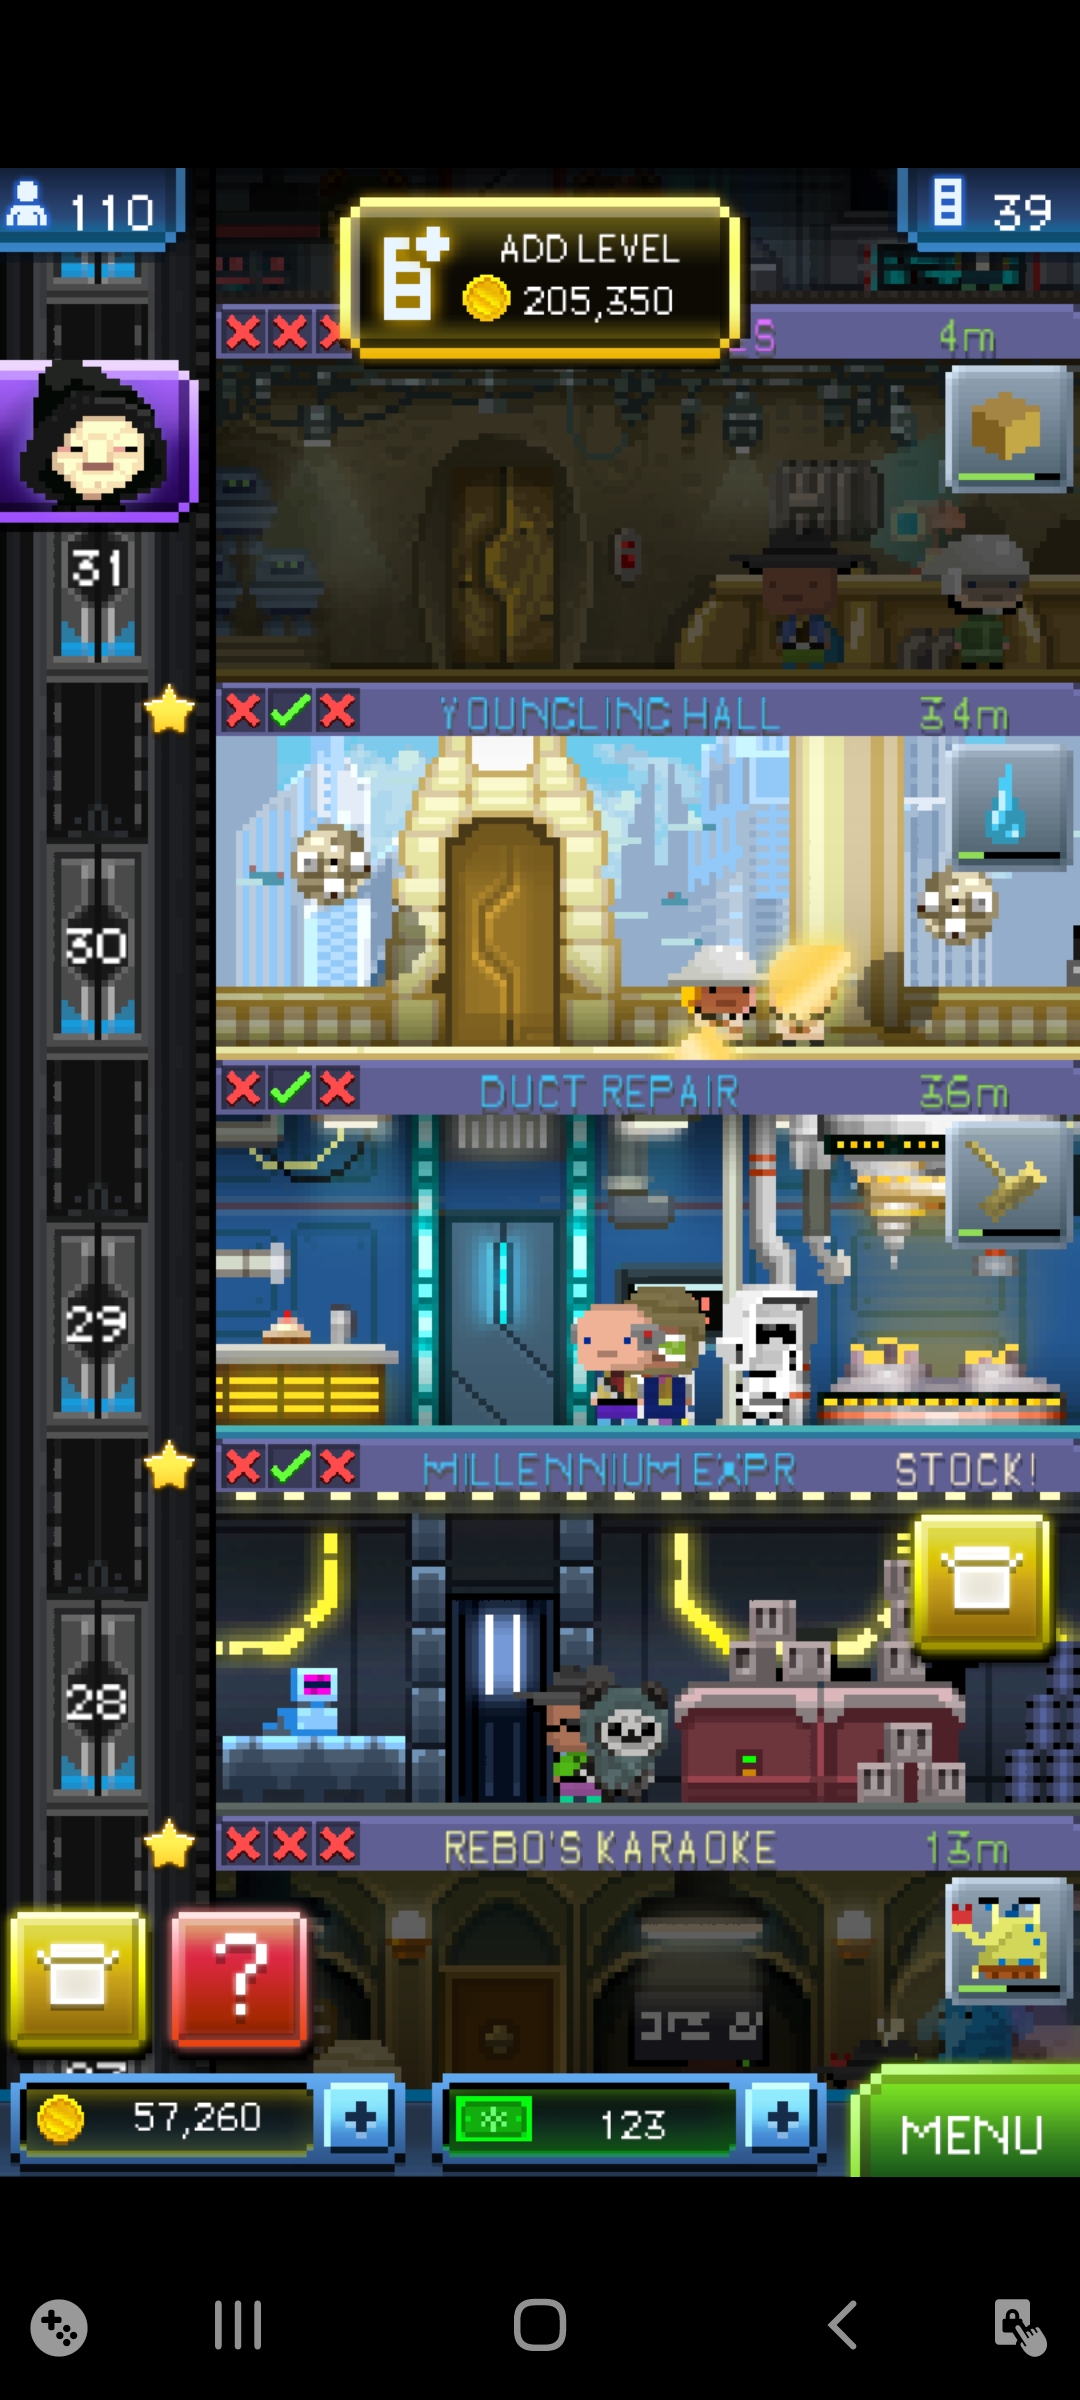 110
ADD LEVEL
205,350
39
4m
31
YOUNGLING HALL
34m
30
DUCT REPAIR
36m
29
MILLENNIUM EXPR
STOCK!
28
REBO'S KARAOKE
13m
?
57,260
+
123
+
MENU